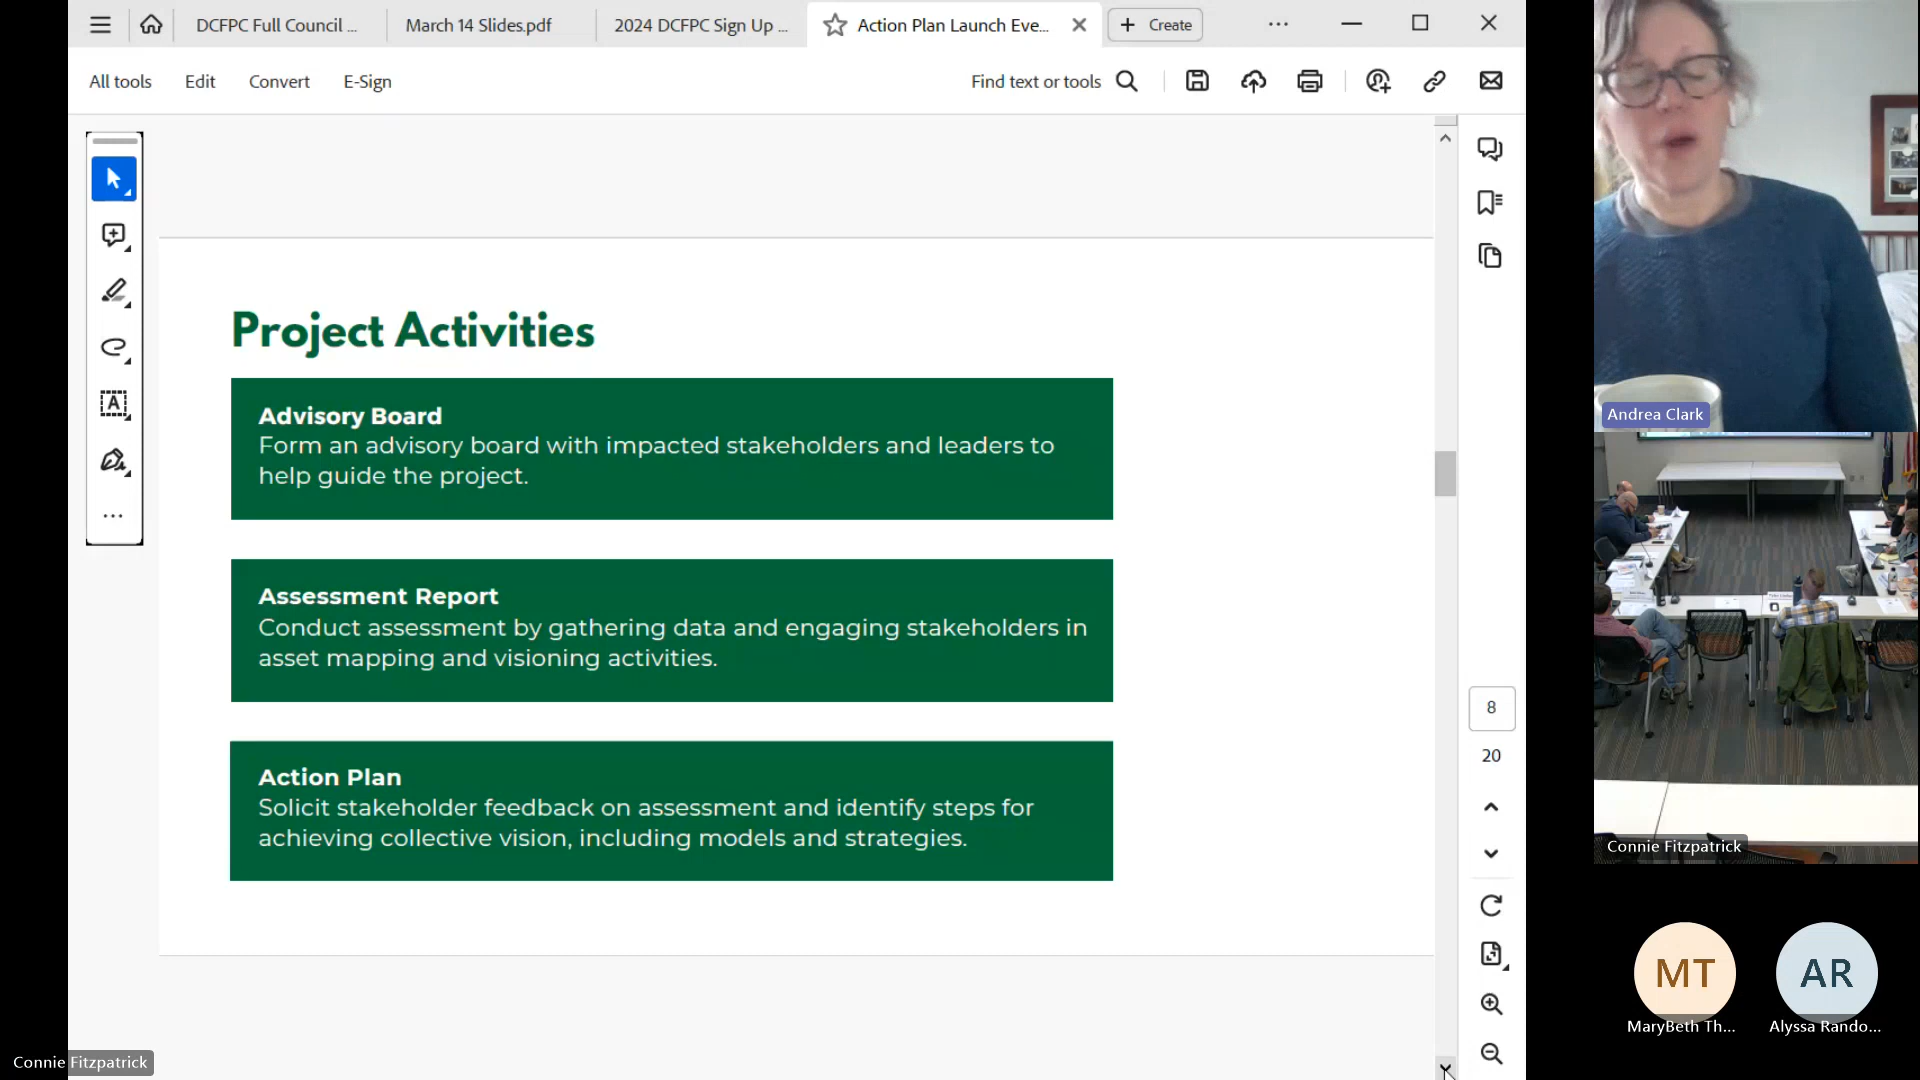 DCFPC Full Council ...
March 14 Slides.pdf
2024 DCFPC Sign Up ...
Action Plan Launch Eve...
Create
All tools
Edit
Convert
E-Sign
Find text or tools
Project Activities
Advisory Board
Form an advisory board with impacted stakeholders and leaders to
help guide the project.
Assessment Report
Conduct assessment by gathering data and engaging stakeholders in
asset mapping and visioning activities.
Action Plan
Solicit stakeholder feedback on assessment and identify steps for
achieving collective vision, including models and strategies.
8
20
Andrea Clark
Connie Fitzpatrick
MT
AR
MaryBeth Th...
Alyssa Rando...
Connie Fitzpatrick